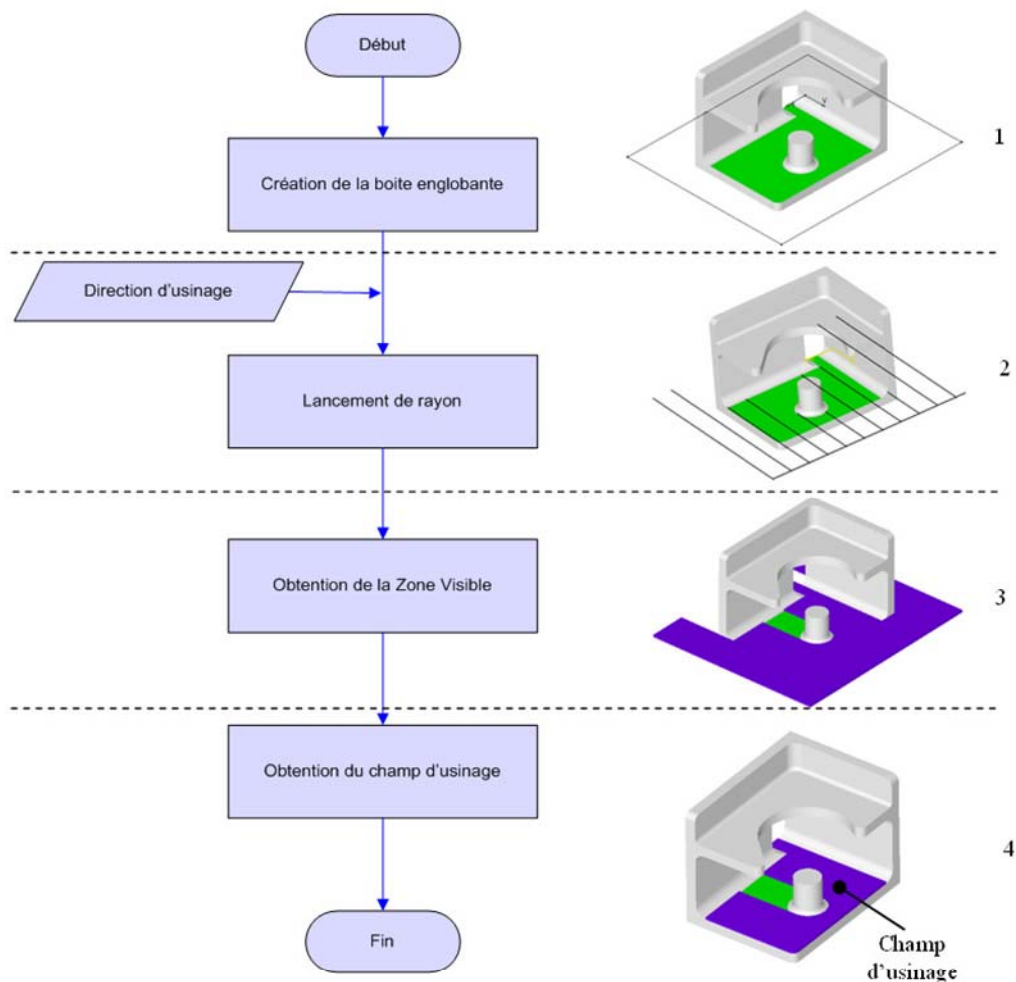 Début
Création de la boite englobante
1
Direction d'usinage
Lancement de rayon
2
Obtention de la Zone Visible
3
Obtention du champ d'usinage
4
Champ
d'usinage
Fin